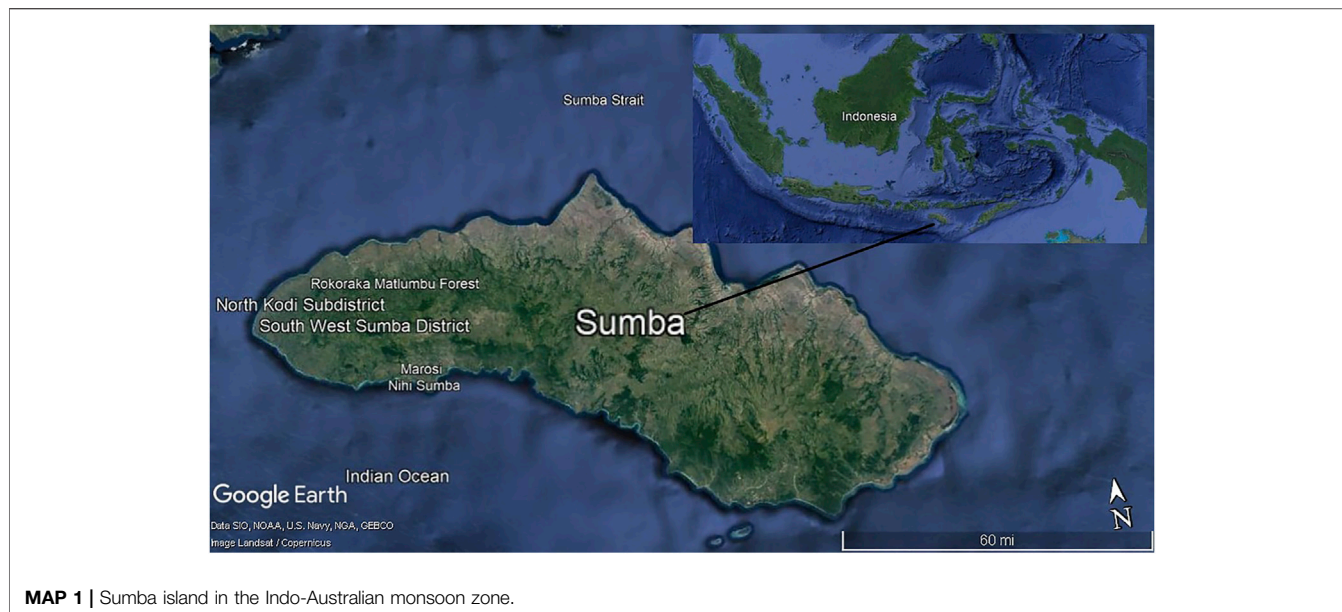 Sumba Strait
Indonesia
Rokoraka Matlumbu Forest
North Kodi Subdistrict
South West Sumba District
Sumba
Marosi
Nihi Sumba
Indian Ocean
Google Earth
Data SIO, NOAA, U.S. Navy, NGA, GEBCO
Image Landsat / Copernicus
N
60 mi
MAP 1 | Sumba island in the Indo-Australian monsoon zone.